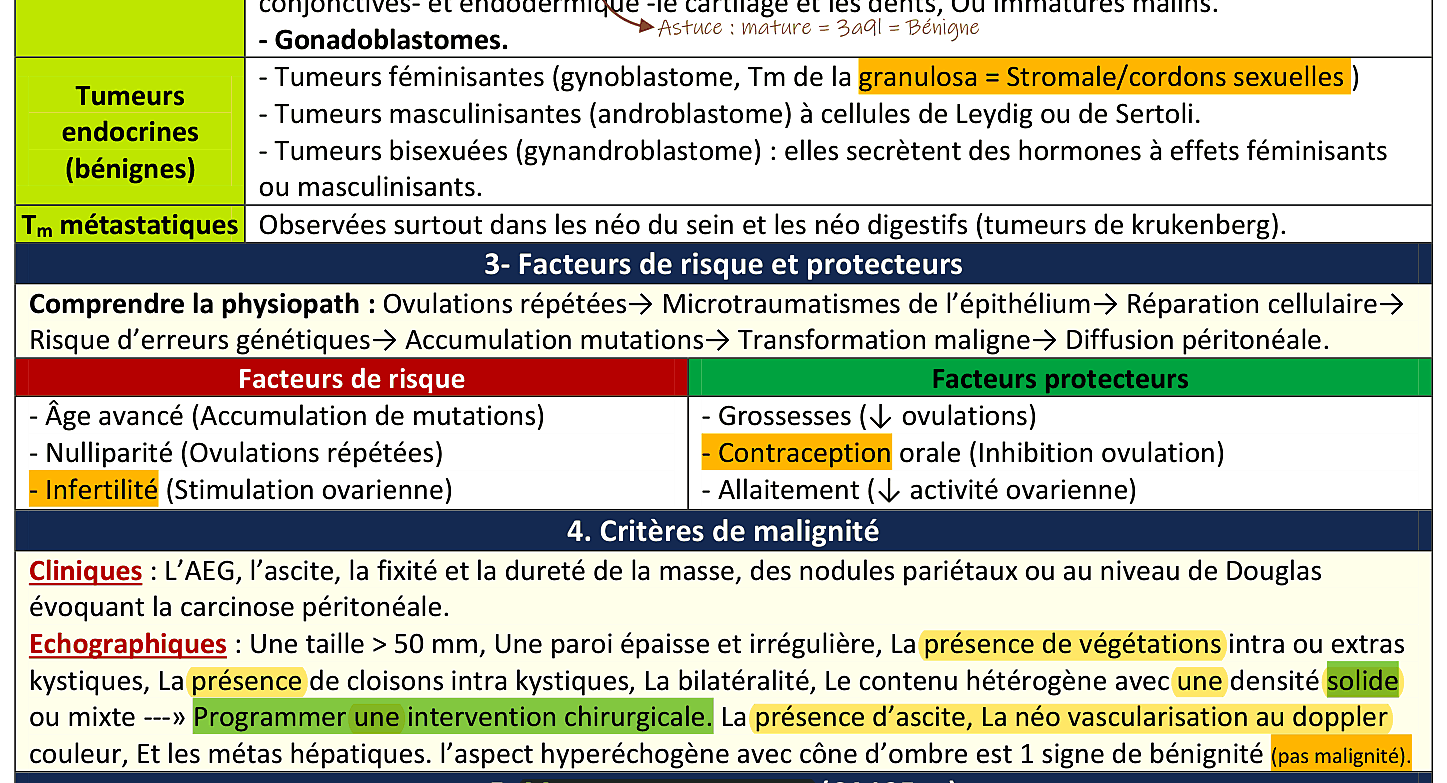 conjonctives- et endodermique -le cartilage et les dents, Ou immatures malins.
Astuce : mature = 3a9l = Bénigne
- Gonadoblastomes.
Tumeurs
endocrines
(bénignes)
- Tumeurs féminisantes (gynoblastome, Tm de la granulosa = Stromale/cordons sexuelles )
- Tumeurs masculinisantes (androblastome) à cellules de Leydig ou de Sertoli.
- Tumeurs bisexuées (gynandroblastome) : elles secrètent des hormones à effets féminisants
ou masculinisants.
Tm métastatiques
Observées surtout dans les néo du sein et les néo digestifs (tumeurs de krukenberg).
3- Facteurs de risque et protecteurs
Comprendre la physiopath : Ovulations répétées→ Microtraumatismes de l'épithélium→ Réparation cellulaire→
Risque d'erreurs génétiques→ Accumulation mutations→ Transformation maligne→ Diffusion péritonéale.
Facteurs de risque
- Âge avancé (Accumulation de mutations)
- Nulliparité (Ovulations répétées)
- Infertilité (Stimulation ovarienne)
Facteurs protecteurs
- Grossesses (↓ ovulations)
- Contraception orale (Inhibition ovulation)
- Allaitement (↓ activité ovarienne)
4. Critères de malignité
Cliniques : L'AEG, l'ascite, la fixité et la dureté de la masse, des nodules pariétaux ou au niveau de Douglas
évoquant la carcinose péritonéale.
Echographiques : Une taille > 50 mm, Une paroi épaisse et irrégulière, La présence de végétations intra ou extras
kystiques, La présence de cloisons intra kystiques, La bilatéralité, Le contenu hétérogène avec une densité solide
ou mixte ---» Programmer une intervention chirurgicale. La présence d'ascite, La néo vascularisation au doppler
couleur, Et les métas hépatiques. l'aspect hyperéchogène avec cône d'ombre est 1 signe de bénignité (pas malignité).